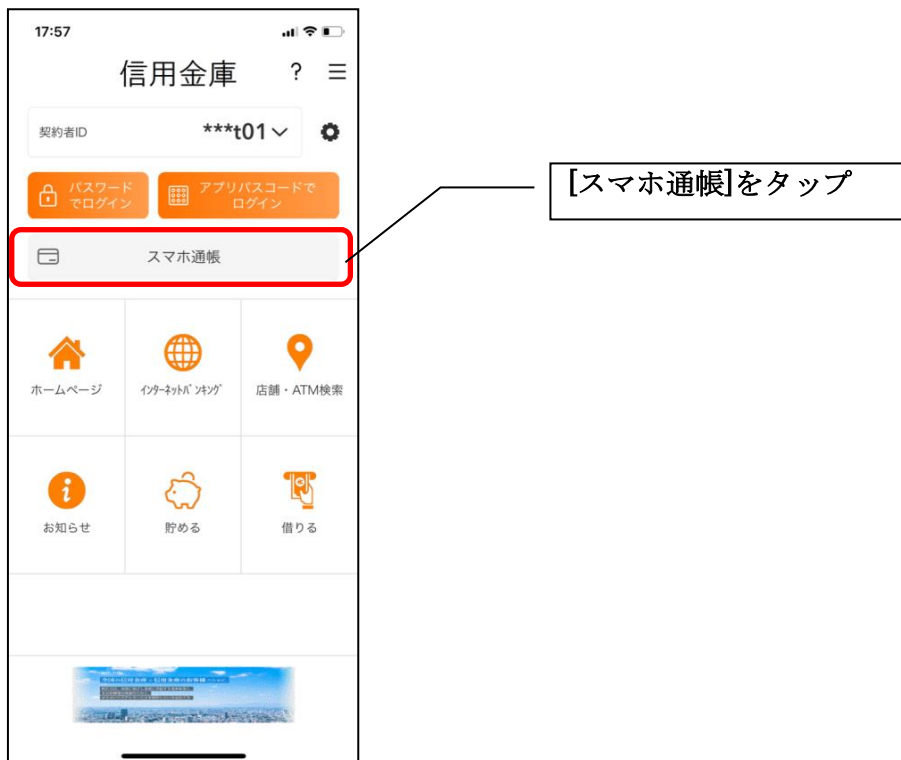 17:57
信用金庫 ? ☰
契約者ID ***t01
パスワード
でログイン
アプリパスコードで
ログイン
スマホ通帳
[スマホ通帳]をタップ
ホームページ
ｲﾝﾀｰﾈｯﾄﾊﾞﾝｷﾝｸﾞ
店舗・ATM検索
お知らせ
貯める
借りる